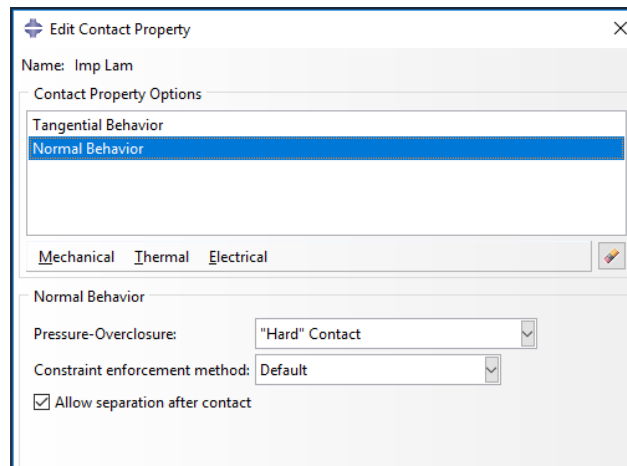 Edit Contact Property
Name: Imp Lam
Contact Property Options
Tangential Behavior
Normal Behavior
Mechanical Thermal Electrical
Normal Behavior
Pressure-Overclosure: "Hard" Contact
Constraint enforcement method: Default
Allow separation after contact